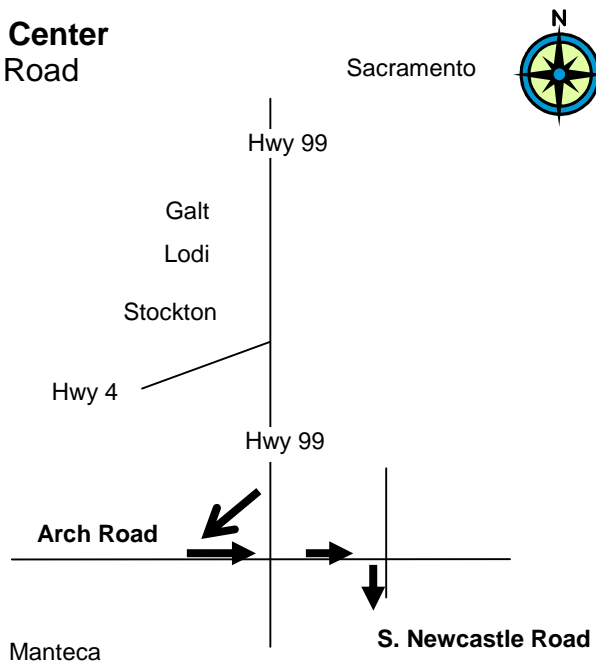 Center
Road
N
Sacramento
Hwy 99
Galt
Lodi
Stockton
Hwy 4
Hwy 99
Arch Road
S. Newcastle Road
Manteca